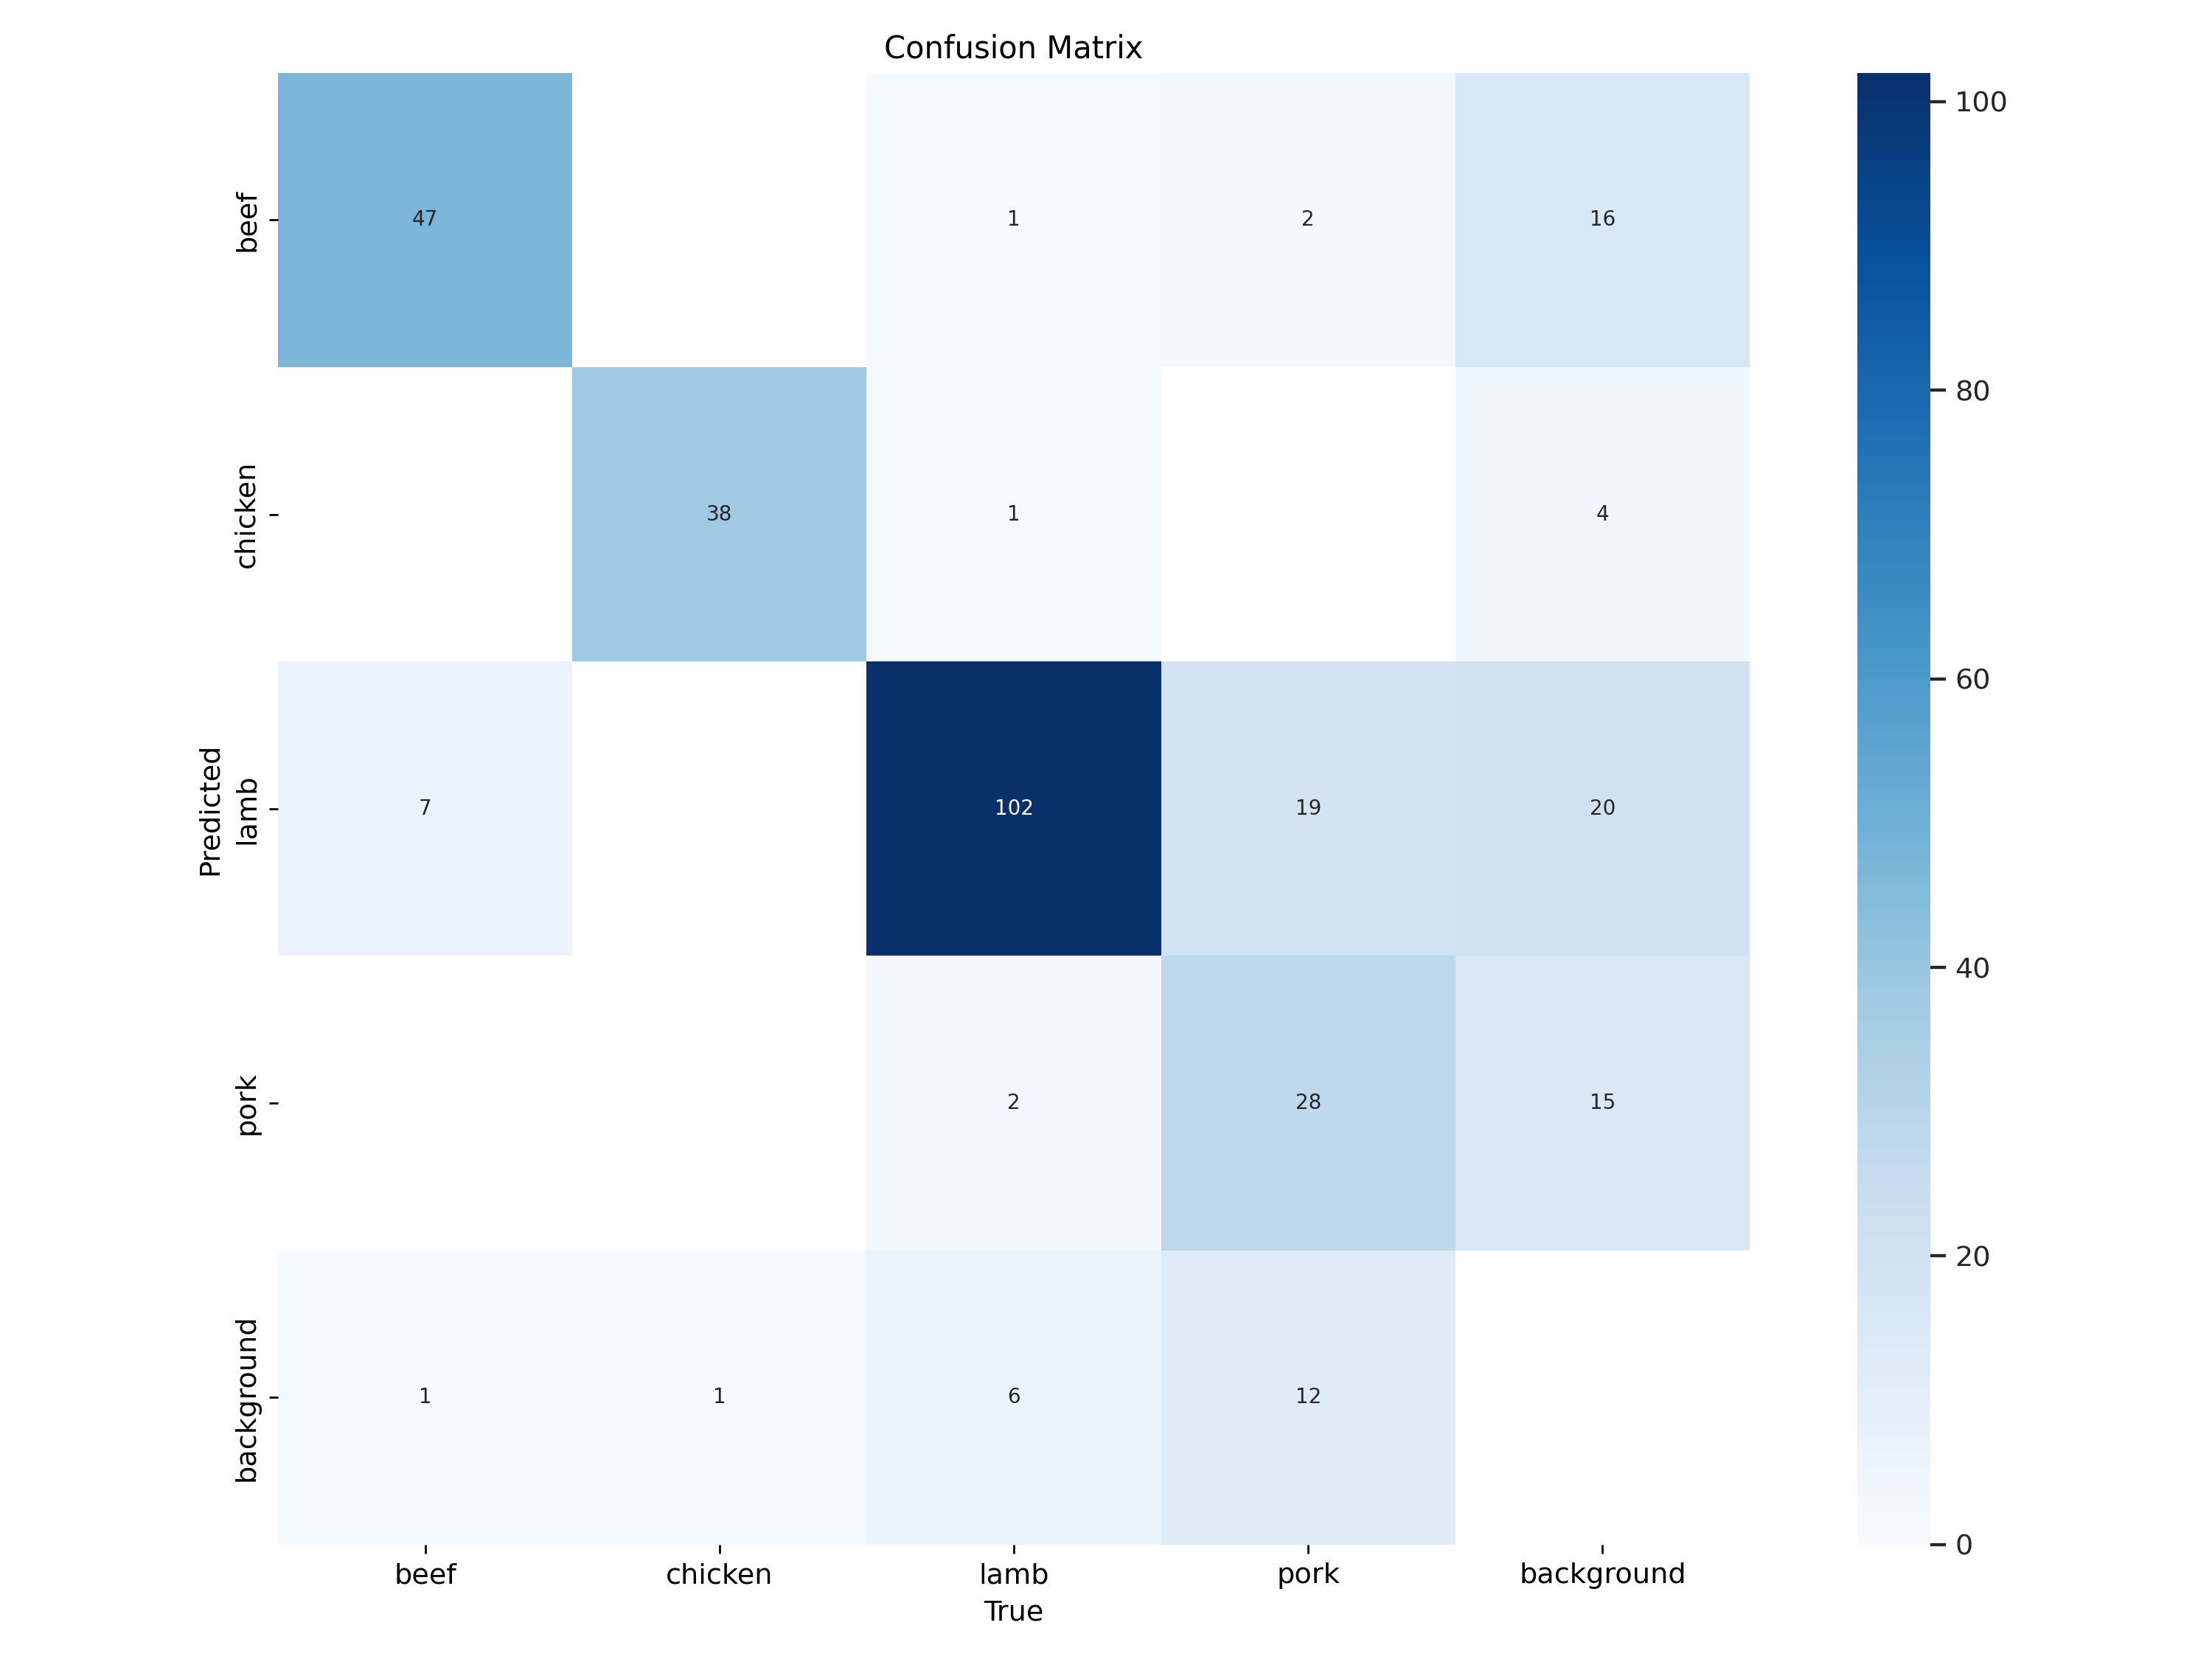 Confusion Matrix
beef
47
1
2
16
chicken
38
1
4
Predicted
lamb
7
102
19
20
pork
2
28
15
background
1
1
6
12
beef
chicken
lamb
pork
background
True
100
80
60
40
20
0